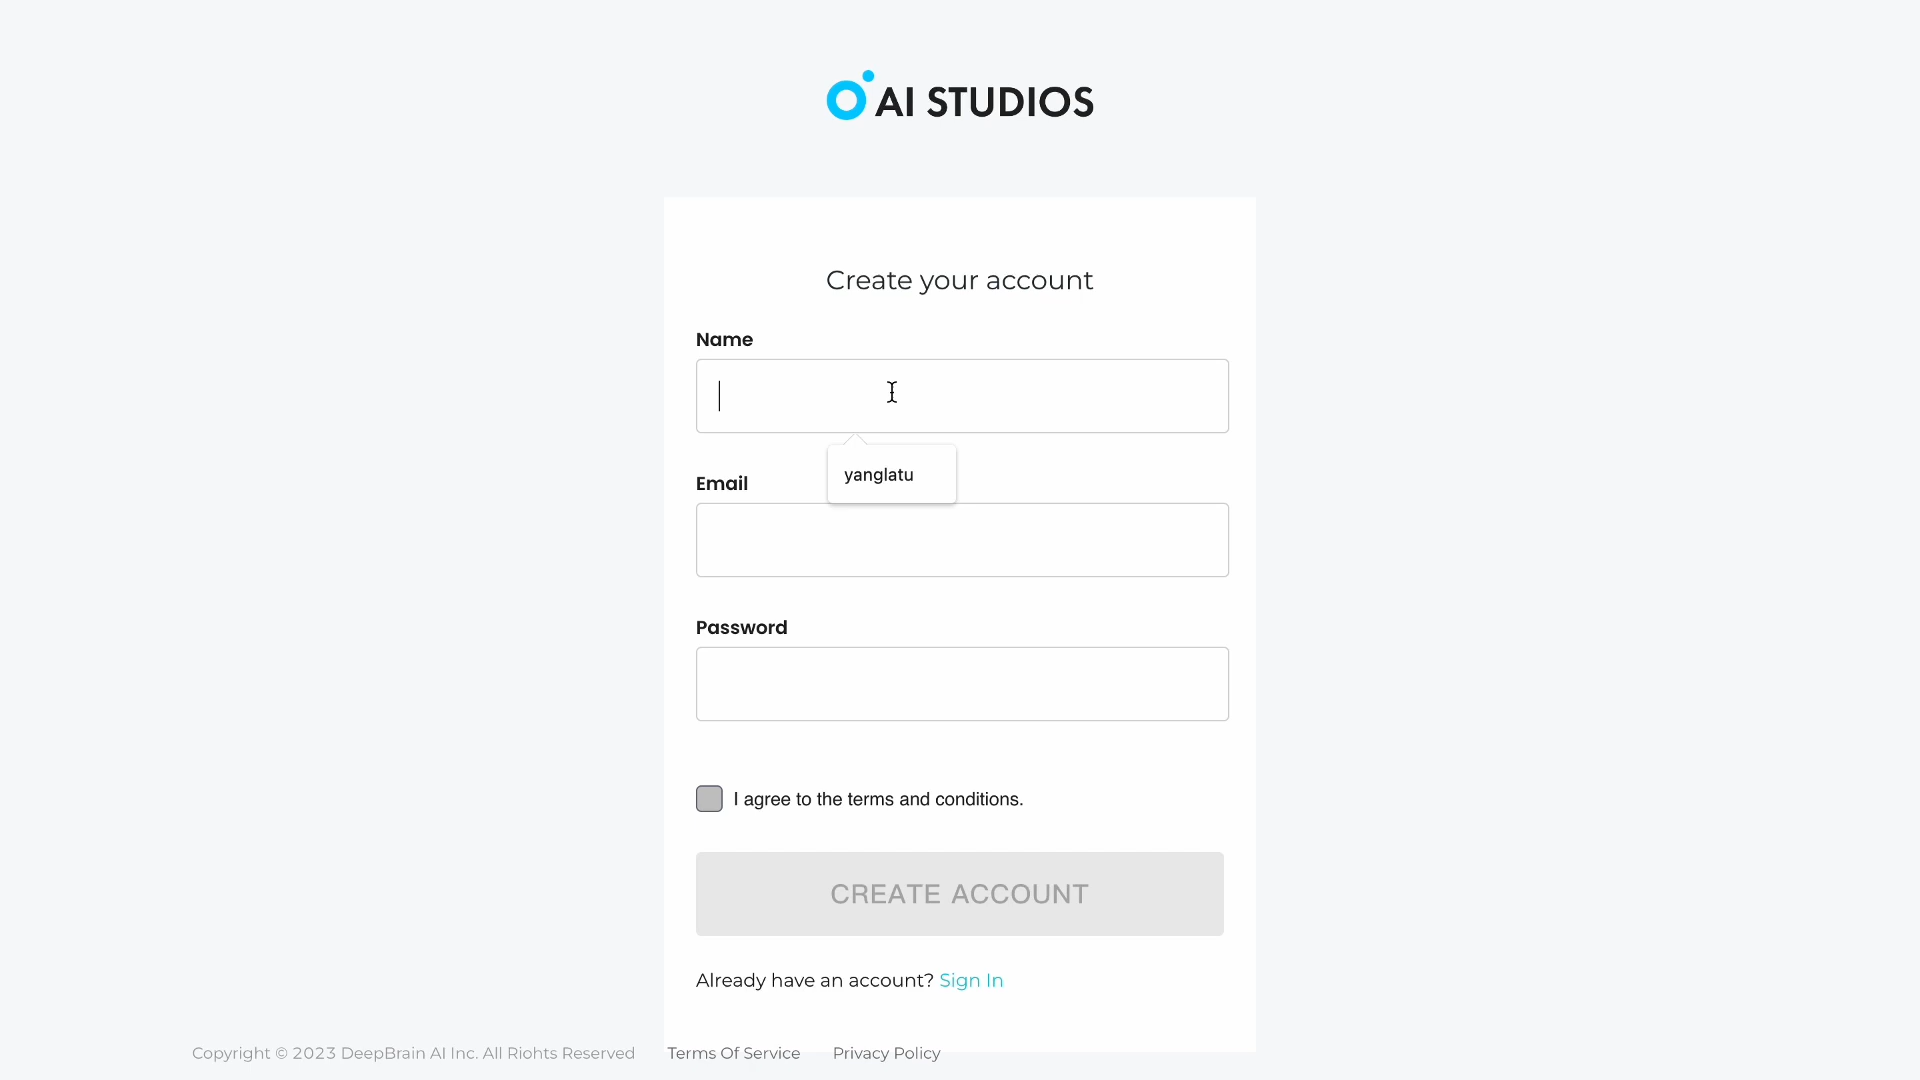 AI STUDIOS
Create your account
Name
yanglatu
Email
Password
I agree to the terms and conditions.
CREATE ACCOUNT
Already have an account? Sign In
Copyright © 2023 DeepBrain AI Inc. All Riohts Reserved Terms Of Service Privacy Policy